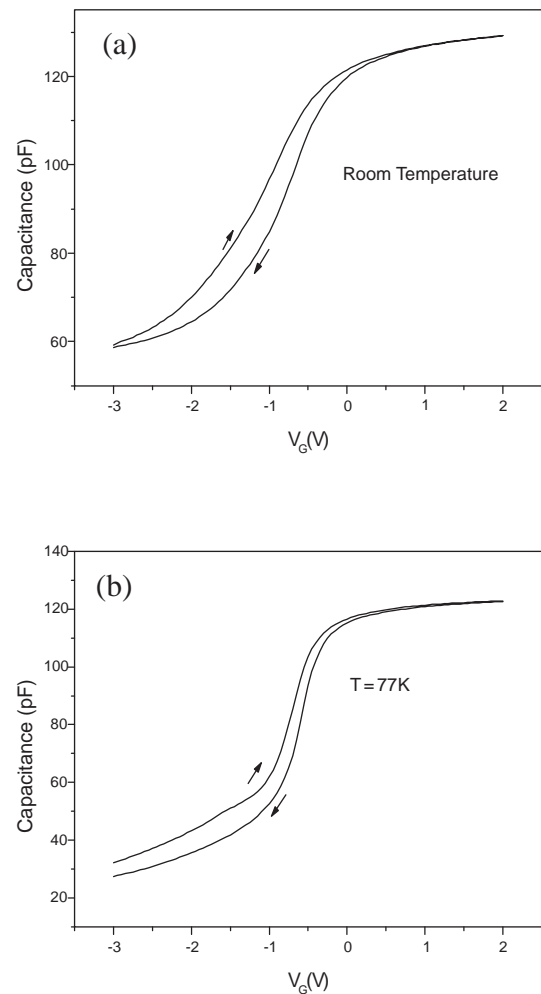 (a)
120
100
80
60
Capacitance (pF)
Room Temperature
-3 -2 -1 0 1 2
V_G(V)
(b)
140
120
100
80
60
40
20
Capacitance (pF)
T=77K
-3 -2 -1 0 1 2
V_G(V)